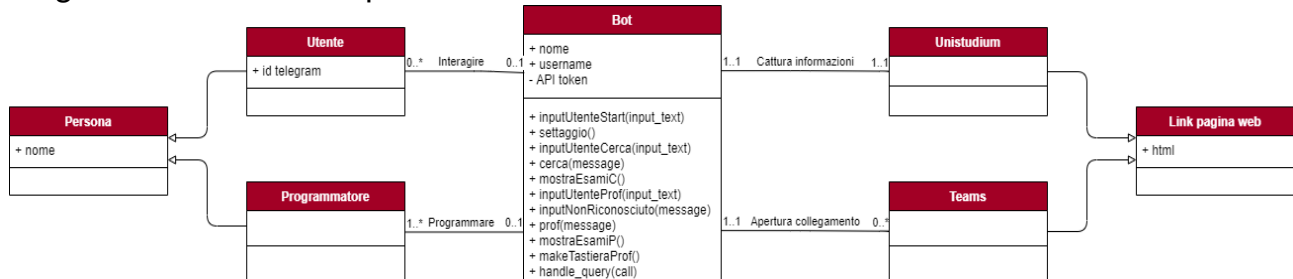 Bot
+ nome
+ username
- API token
+ inputUtenteStart(input_text)
+ settaggio()
+ inputUtenteCerca(input_text)
+ cerca(message)
+ mostraEsamiC()
+ inputUtenteProf(input_text)
+ inputNonRiconosciuto(message)
+ prof(message)
+ mostraEsamiP()
+ makeTastieraProf()
+ handle_query(call)
Utente
+ id telegram
0..* Interagire 0..1
Persona
+ nome
Programmatore
1..* Programmare 0..1
Unistudium
1..1 Cattura informazioni 1..1
Link pagina web
+ html
Teams
1..1 Apertura collegamento 0..*